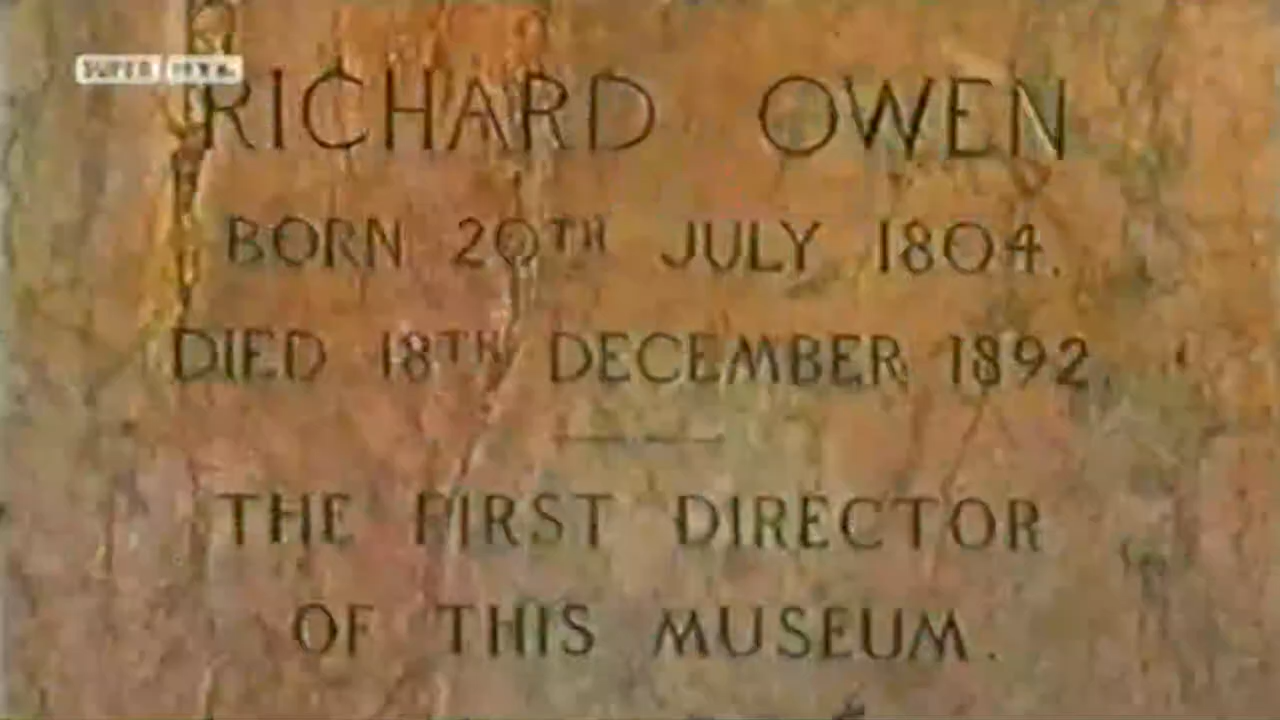 RICHARD OWEN
BORN 20TH JULY 1804.
DIED 18TH DECEMBER 1892.
THE FIRST DIRECTOR
OF THIS MUSEUM.